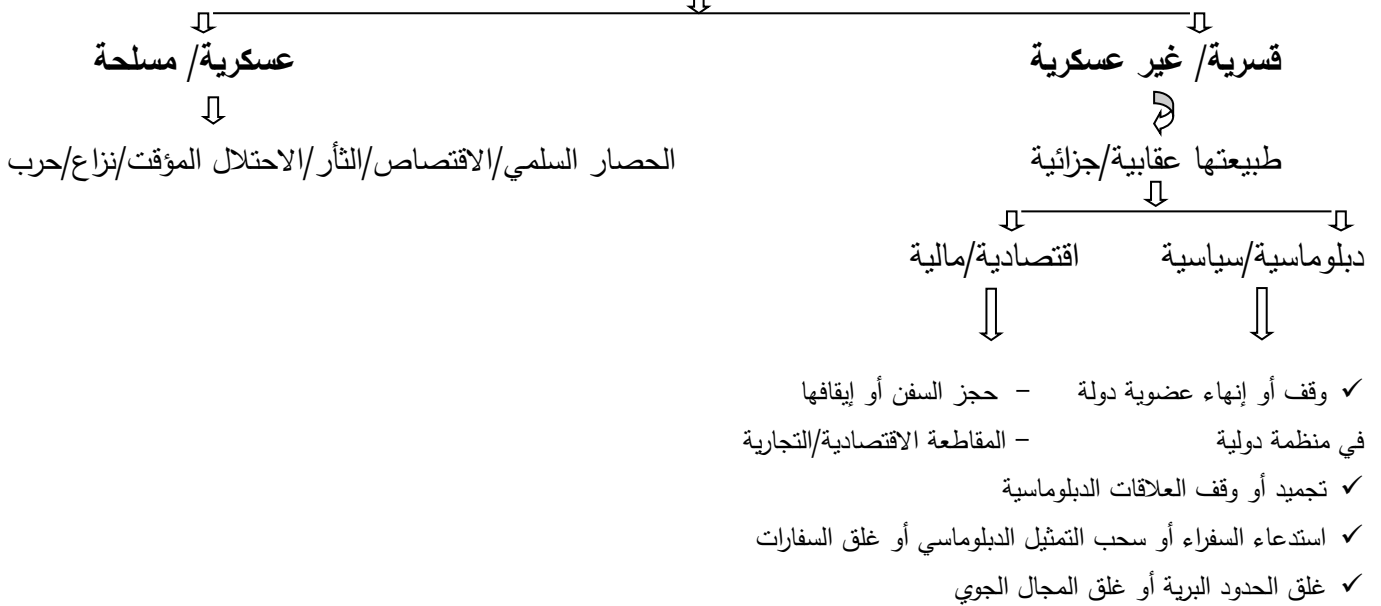 قسرية/ غير عسكرية
عسكرية/ مسلحة
طبيعتها عقابية/جزائية
الحصار السلمي/الاقتصاص/الثأر/الاحتلال المؤقت/نزاع/حرب
دبلوماسية/سياسية
اقتصادية/مالية
✓ وقف أو إنهاء عضوية دولة – حجز السفن أو إيقافها
في منظمة دولية – المقاطعة الاقتصادية/التجارية
✓ تجميد أو وقف العلاقات الدبلوماسية
✓ استدعاء السفراء أو سحب التمثيل الدبلوماسي أو غلق السفارات
✓ غلق الحدود البرية أو غلق المجال الجوي